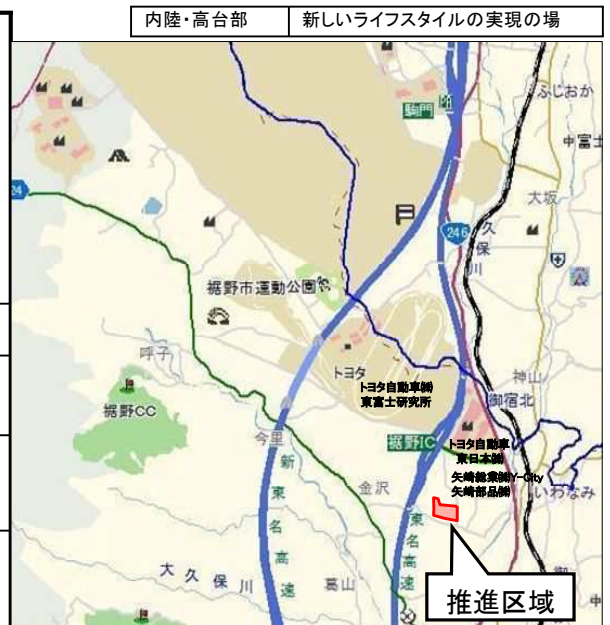 内陸・高台部
新しいライフスタイルの実現の場
駒門
ふじおか
中富士
24
大坂
246
久保川
裾野市運動公園
呼子
トヨタ
トヨタ自動車㈱
東富士研究所
神山
御宿北
裾野CC
今里
裾野IC
トヨタ自動車
東日本㈱
矢崎総業㈱Y-City
矢崎部品㈱
いわなみ
金沢
新東名高速
東名高速
大久保川
葛山
御
中
推進区域